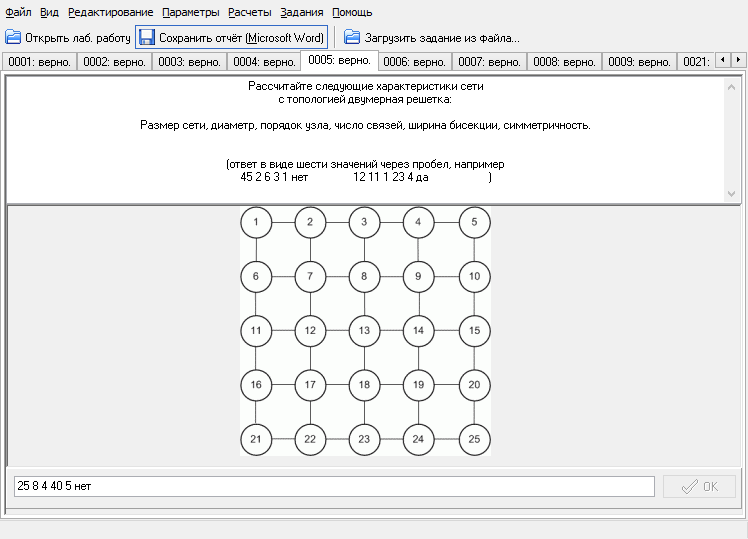 Файл Вид Редактирование Параметры Расчеты Задания Помощь
Открыть лаб. работу Сохранить отчёт (Microsoft Word) Загрузить задание из файла...
0001: верно. 0002: верно. 0003: верно. 0004: верно. 0005: верно. 0006: верно. 0007: верно. 0008: верно. 0009: верно. 0021:
Рассчитайте следующие характеристики сети
с топологией двумерная решетка:
Размер сети, диаметр, порядок узла, число связей, ширина бисекции, симметричность.
(ответ в виде шести значений через пробел, например
45 2 6 3 1 нет 12 11 1 23 4 да )
1 2 3 4 5
6 7 8 9 10
11 12 13 14 15
16 17 18 19 20
21 22 23 24 25
25 8 4 40 5 нет OK